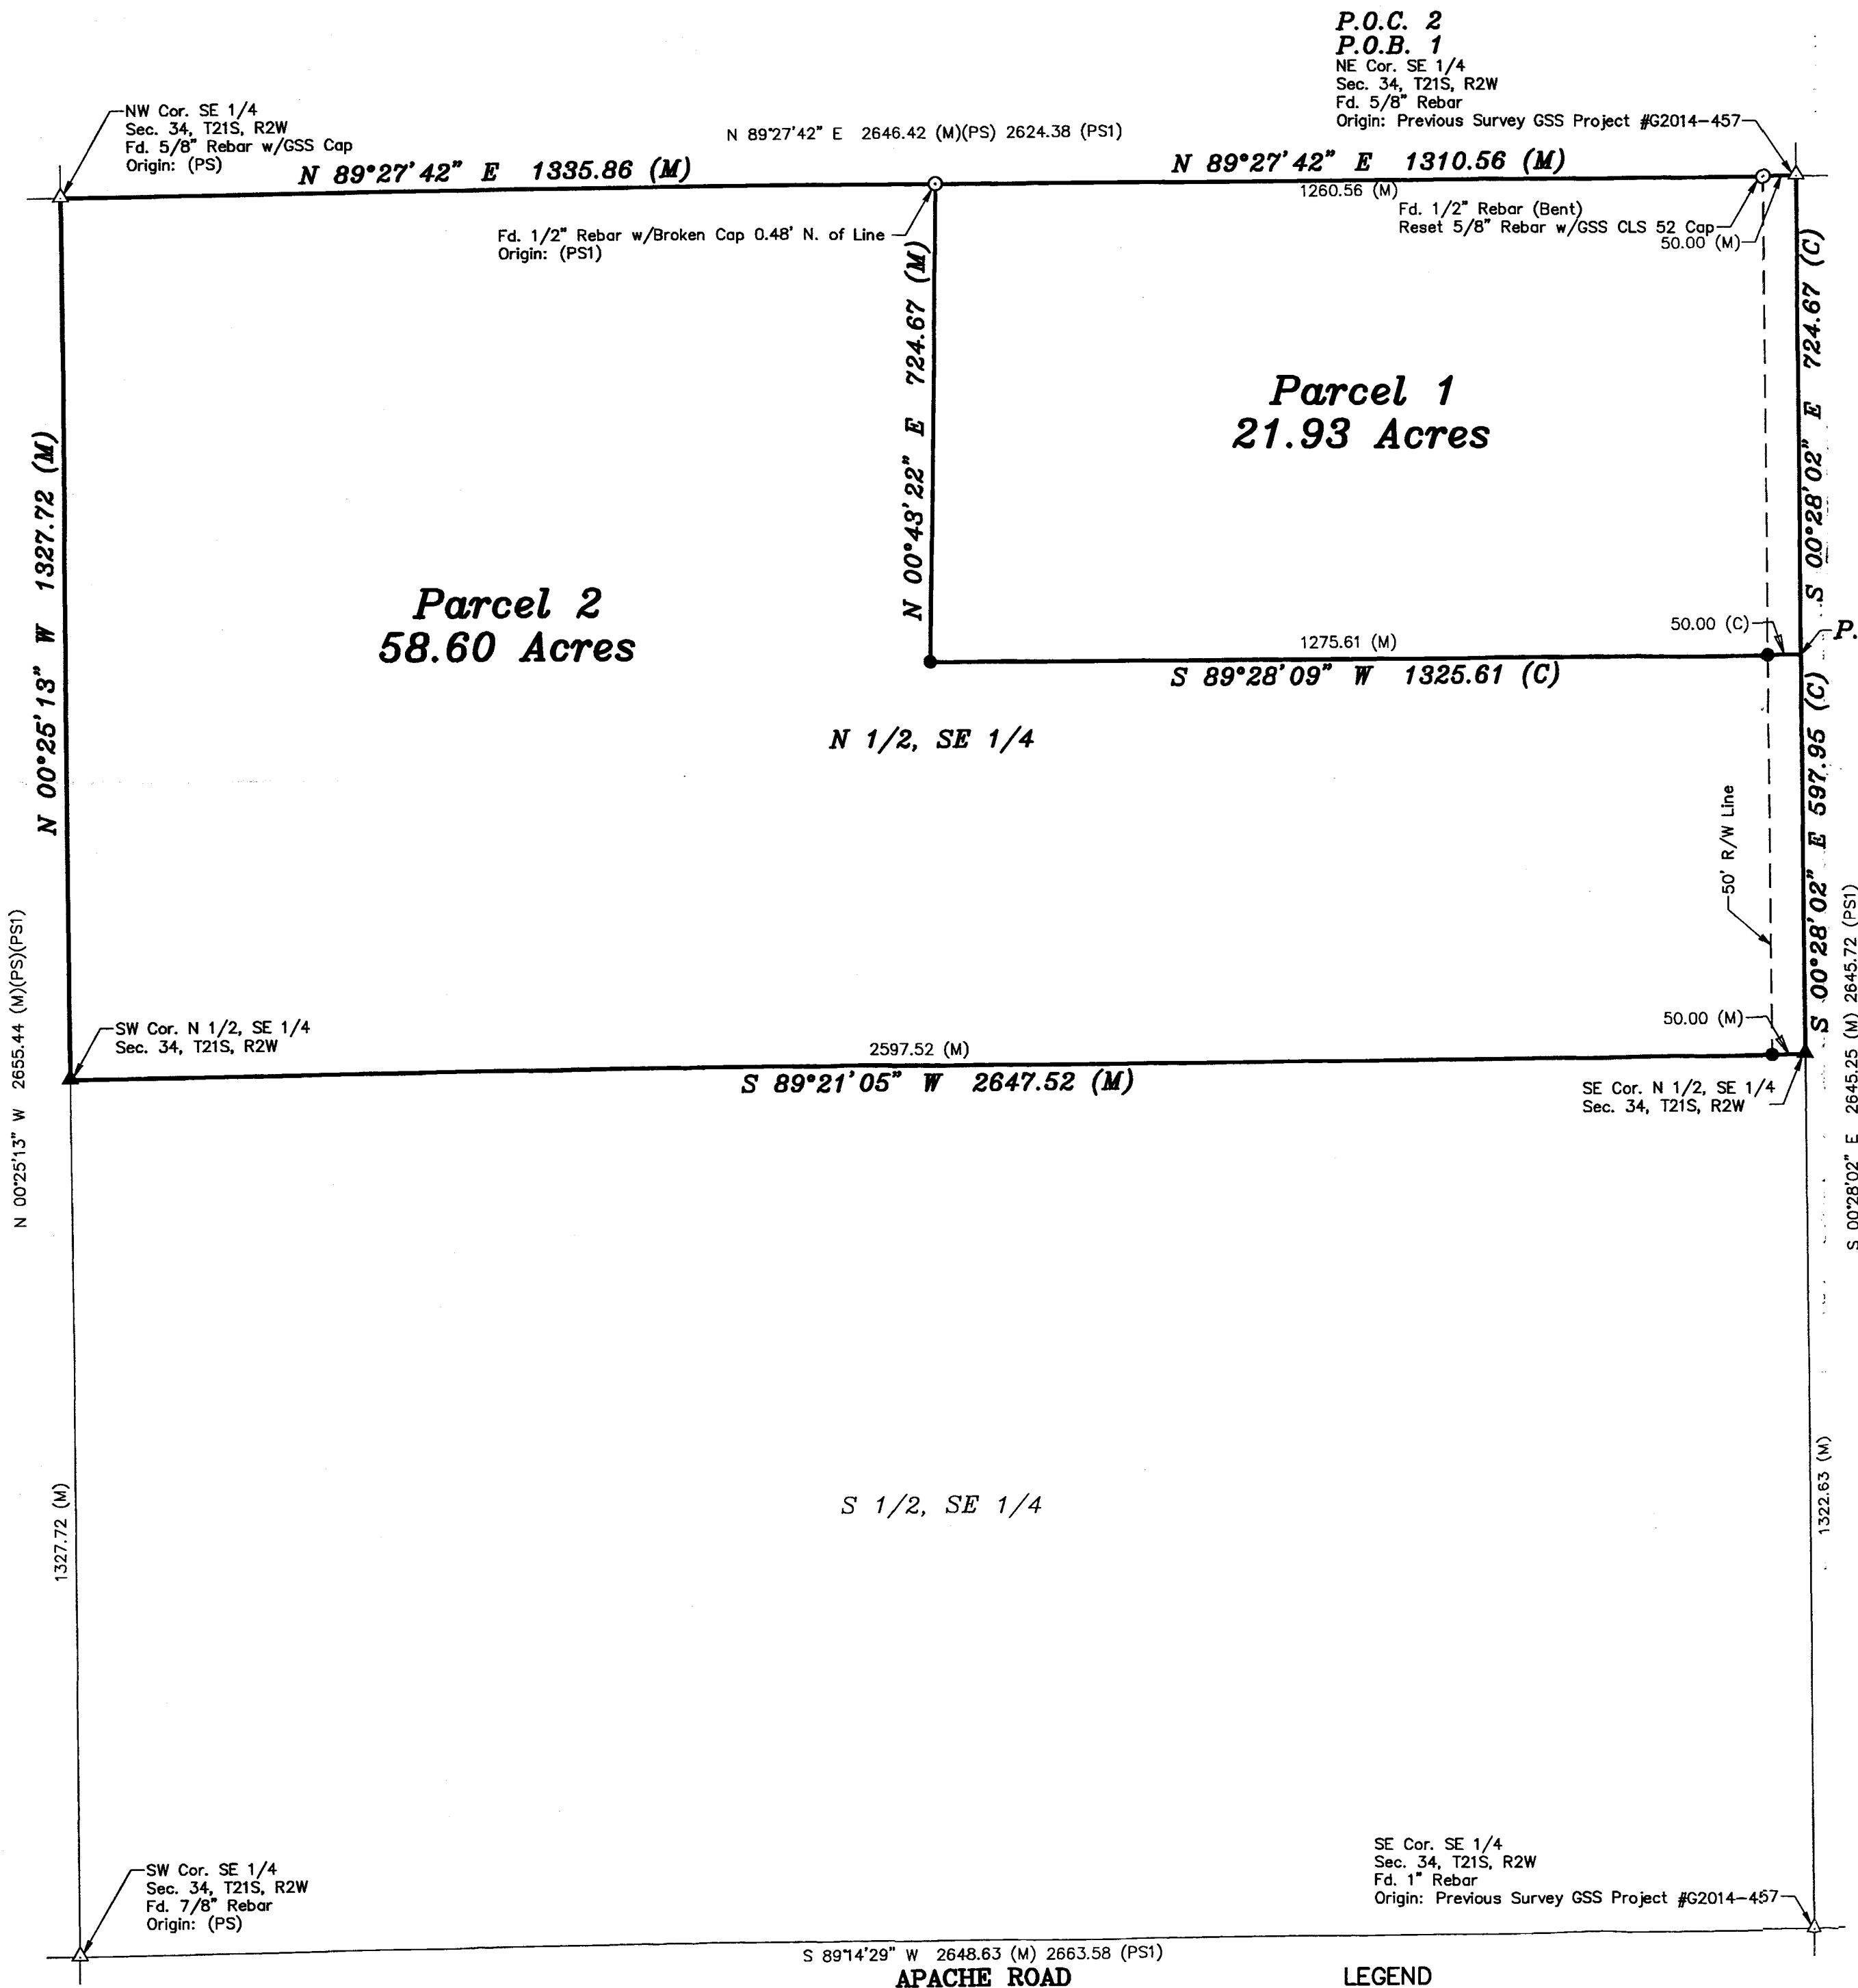 P.O.C. 2
P.O.B. 1
NE Cor. SE 1/4
Sec. 34, T21S, R2W
Fd. 5/8" Rebar
Origin: Previous Survey GSS Project #G2014-457
NW Cor. SE 1/4
Sec. 34, T21S, R2W
Fd. 5/8" Rebar w/GSS Cap
Origin: (PS)
N 89°27'42" E 2646.42 (M)(PS) 2624.38 (PS1)
N 89°27'42" E 1335.86 (M)
N 89°27'42" E 1310.56 (M)
1260.56 (M)
Fd. 1/2" Rebar (Bent)
Reset 5/8" Rebar w/GSS CLS 52 Cap
50.00 (M)
Fd. 1/2" Rebar w/Broken Cap 0.48' N. of Line
Origin: (PS1)
N 00°43'22" E 724.67 (M)
S 00°28'02" E 724.67 (C)
Parcel 1
21.93 Acres
N 00°25'13" W 1327.72 (M)
Parcel 2
58.60 Acres
50.00 (C)
P.
1275.61 (M)
S 89°28'09" W 1325.61 (C)
N 1/2, SE 1/4
S 00°28'02" E 597.95 (C)
50' R/W Line
N 00°25'13" W 2655.44 (M)(PS)(PS1)
S 00°28'02" E 2645.25 (M) 2645.72 (PS1)
SW Cor. N 1/2, SE 1/4
Sec. 34, T21S, R2W
50.00 (M)
2597.52 (M)
S 89°21'05" W 2647.52 (M)
SE Cor. N 1/2, SE 1/4
Sec. 34, T21S, R2W
1327.72 (M)
1322.63 (M)
S 1/2, SE 1/4
SW Cor. SE 1/4
Sec. 34, T21S, R2W
Fd. 7/8" Rebar
Origin: (PS)
SE Cor. SE 1/4
Sec. 34, T21S, R2W
Fd. 1" Rebar
Origin: Previous Survey GSS Project #G2014-457
S 89°14'29" W 2648.63 (M) 2663.58 (PS1)
APACHE ROAD
LEGEND